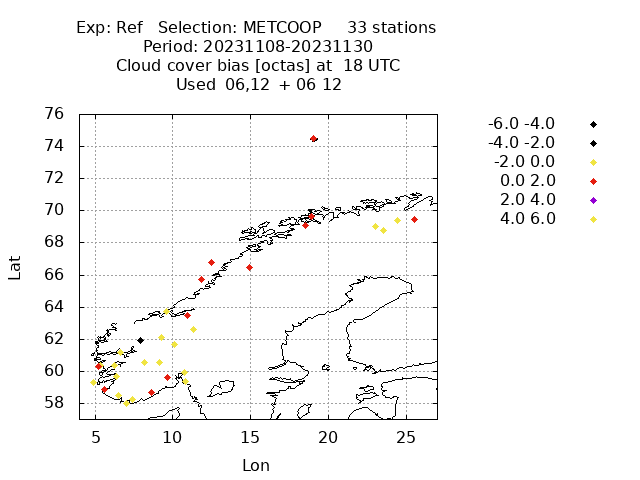 Exp: Ref   Selection: METCOOP     33 stations
Period: 20231108-20231130
Cloud cover bias [octas] at  18 UTC
Used  06,12  + 06 12
-6.0 -4.0
-4.0 -2.0
-2.0 0.0
0.0 2.0
2.0 4.0
4.0 6.0
76
74
72
70
68
66
64
62
60
58
Lat
5 10 15 20 25
Lon